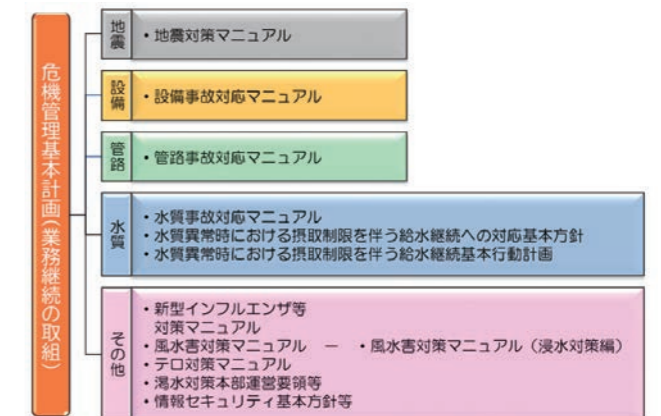 危機管理基本計画(業務継続の取組)
地震
・地震対策マニュアル
設備
・設備事故対応マニュアル
管路
・管路事故対応マニュアル
水質
・水質事故対応マニュアル
・水質異常時における摂取制限を伴う給水継続への対応基本方針
・水質異常時における摂取制限を伴う給水継続基本行動計画
その他
・新型インフルエンザ等
対策マニュアル
・風水害対策マニュアル － ・風水害対策マニュアル（浸水対策編）
・テロ対策マニュアル
・渇水対策本部運営要領等
・情報セキュリティ基本方針等